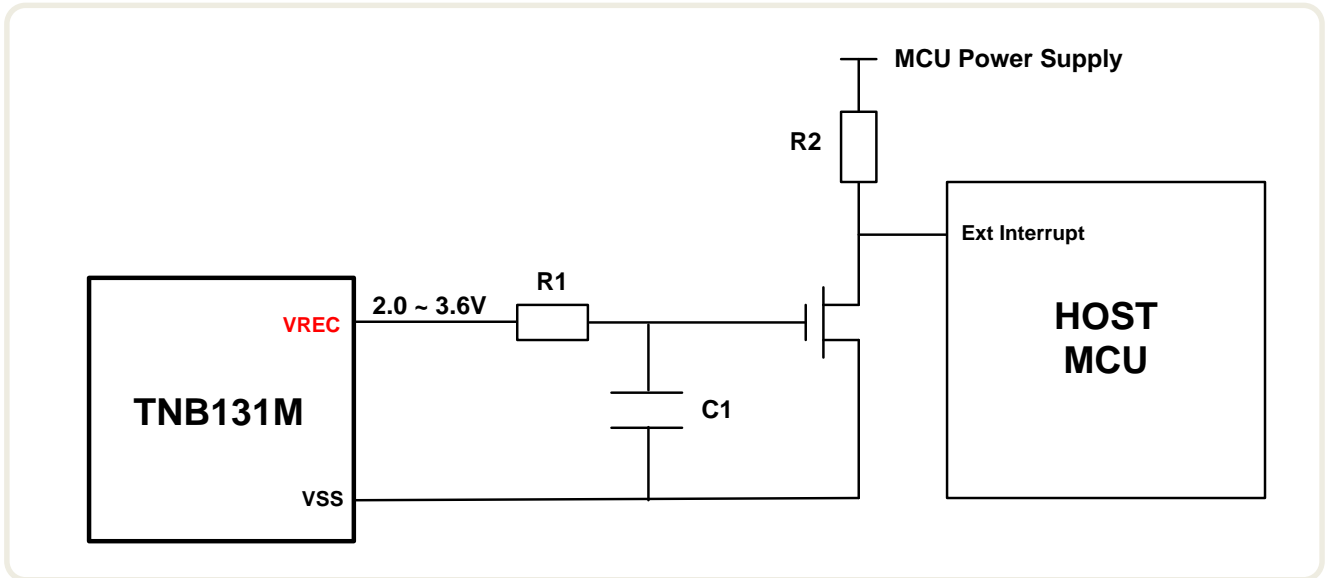 MCU Power Supply
R2
Ext Interrupt
R1
2.0 ~ 3.6V
VREC
HOST
MCU
TNB131M
C1
VSS